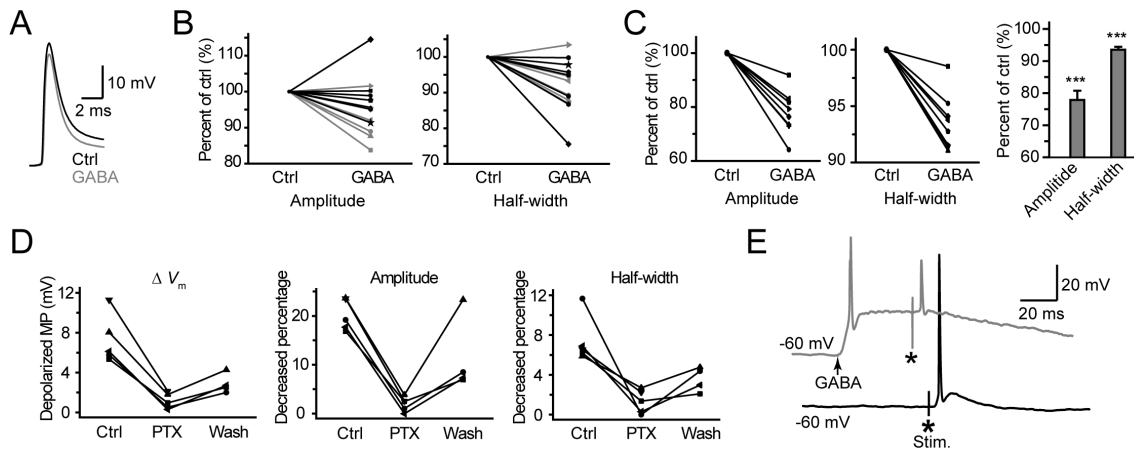 A
10 mV
2 ms
Ctrl
GABA
B
Percent of ctrl (%)
110
100
90
80
Ctrl
GABA
Amplitude
100
90
80
70
Ctrl
GABA
Half-width
C
Percent of ctrl (%)
100
80
60
Ctrl
GABA
Amplitude
100
95
90
Ctrl
GABA
Half-width
Percent of ctrl (%)
100
90
80
70
60
***
***
Amplitide
Half-width
D
Δ Vm
Depolarized MP (mV)
12
8
4
0
Ctrl
PTX
Wash
Amplitude
Decreased percentage
20
10
0
Ctrl
PTX
Wash
Half-width
Decreased percentage
12
8
4
0
Ctrl
PTX
Wash
E
20 mV
20 ms
-60 mV
*
GABA
-60 mV
*
Stim.